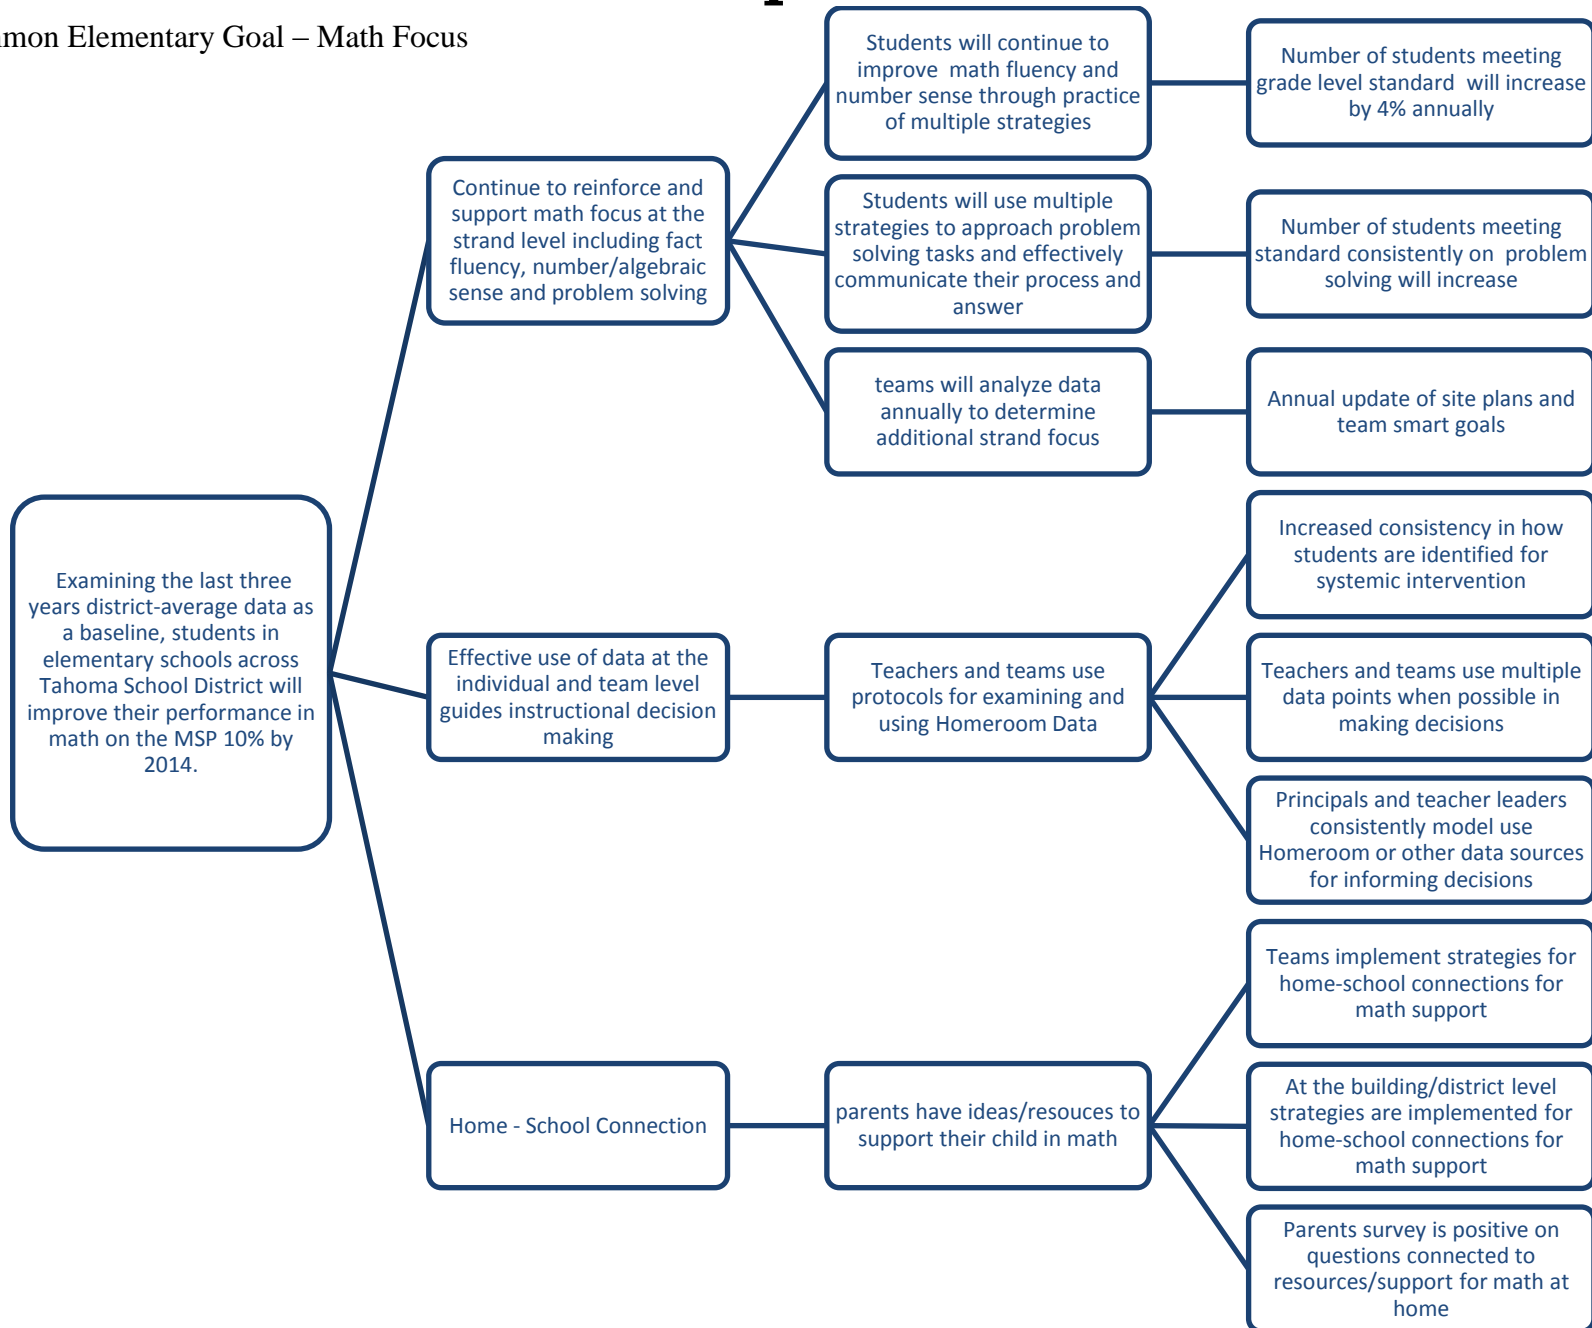 mmon Elementary Goal – Math Focus
Students will continue to
improve math fluency and
number sense through practice
of multiple strategies
Number of students meeting
grade level standard will increase
by 4% annually
Continue to reinforce and
support math focus at the
strand level including fact
fluency, number/algebraic
sense and problem solving
Students will use multiple
strategies to approach problem
solving tasks and effectively
communicate their process and
answer
Number of students meeting
standard consistently on problem
solving will increase
teams will analyze data
annually to determine
additional strand focus
Annual update of site plans and
team smart goals
Examining the last three
years district-average data as
a baseline, students in
elementary schools across
Tahoma School District will
improve their performance in
math on the MSP 10% by
2014.
Effective use of data at the
individual and team level
guides instructional decision
making
Teachers and teams use
protocols for examining and
using Homeroom Data
Increased consistency in how
students are identified for
systemic intervention
Teachers and teams use multiple
data points when possible in
making decisions
Principals and teacher leaders
consistently model use
Homeroom or other data sources
for informing decisions
Home - School Connection
parents have ideas/resouces to
support their child in math
Teams implement strategies for
home-school connections for
math support
At the building/district level
strategies are implemented for
home-school connections for
math support
Parents survey is positive on
questions connected to
resources/support for math at
home